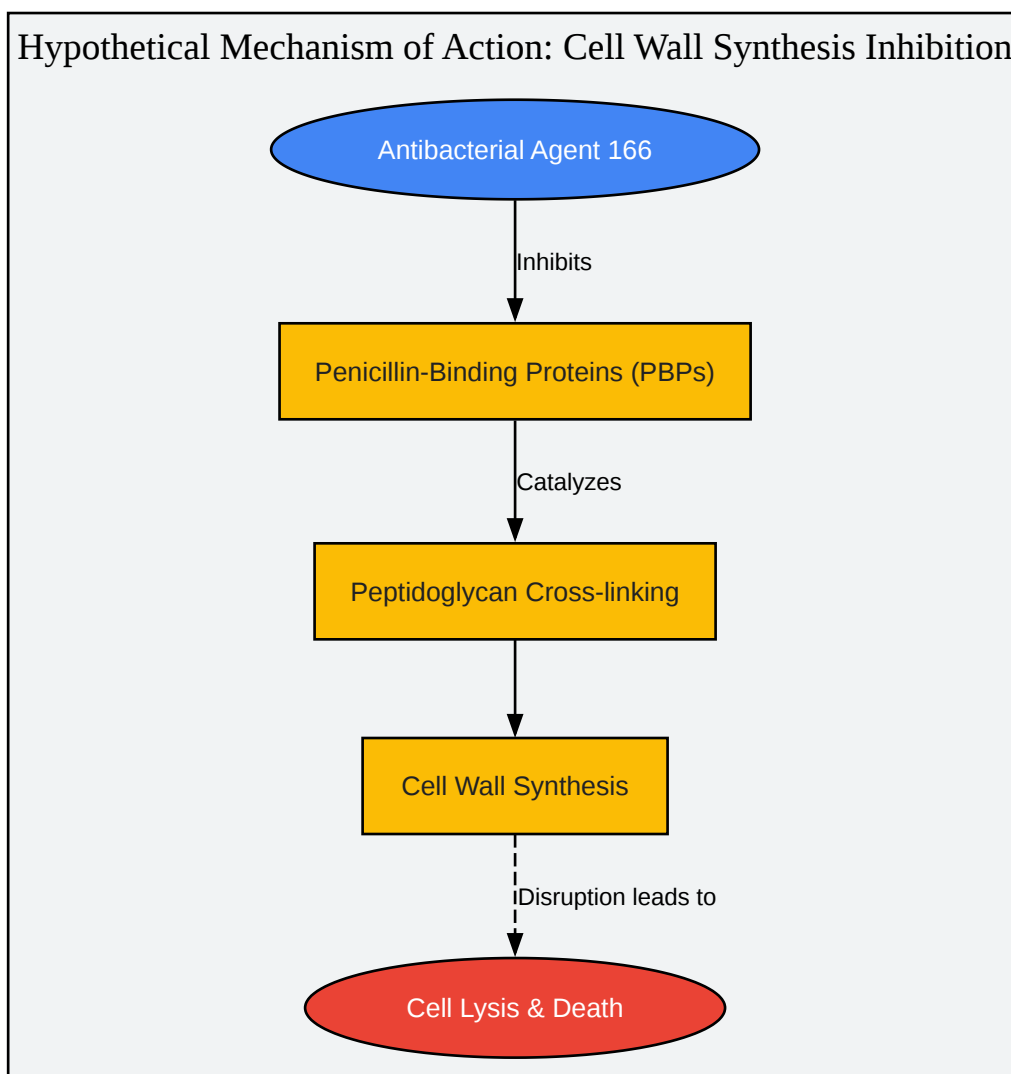 Hypothetical Mechanism of Action: Cell Wall Synthesis Inhibition
Antibacterial Agent 166
Inhibits
Penicillin-Binding Proteins (PBPs)
Catalyzes
Peptidoglycan Cross-linking
Cell Wall Synthesis
Disruption leads to
Cell Lysis & Death